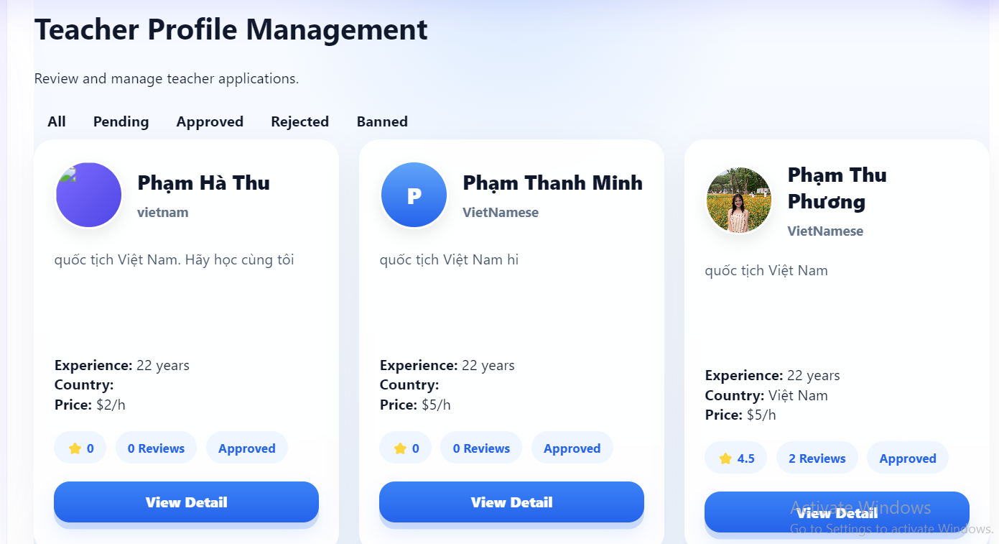 Teacher Profile Management
Review and manage teacher applications.
All Pending Approved Rejected Banned
Phạm Hà Thu
vietnam
quốc tịch Việt Nam. Hãy học cùng tôi
Experience: 22 years
Country:
Price: $2/h
0
0 Reviews
Approved
View Detail
P
Phạm Thanh Minh
VietNamese
quốc tịch Việt Nam hi
Experience: 22 years
Country:
Price: $5/h
0
0 Reviews
Approved
View Detail
Phạm Thu
Phương
VietNamese
quốc tịch Việt Nam
Experience: 22 years
Country: Việt Nam
Price: $5/h
4.5
2 Reviews
Approved
View Detail
Activate Windows
Go to Settings to activate Windows.